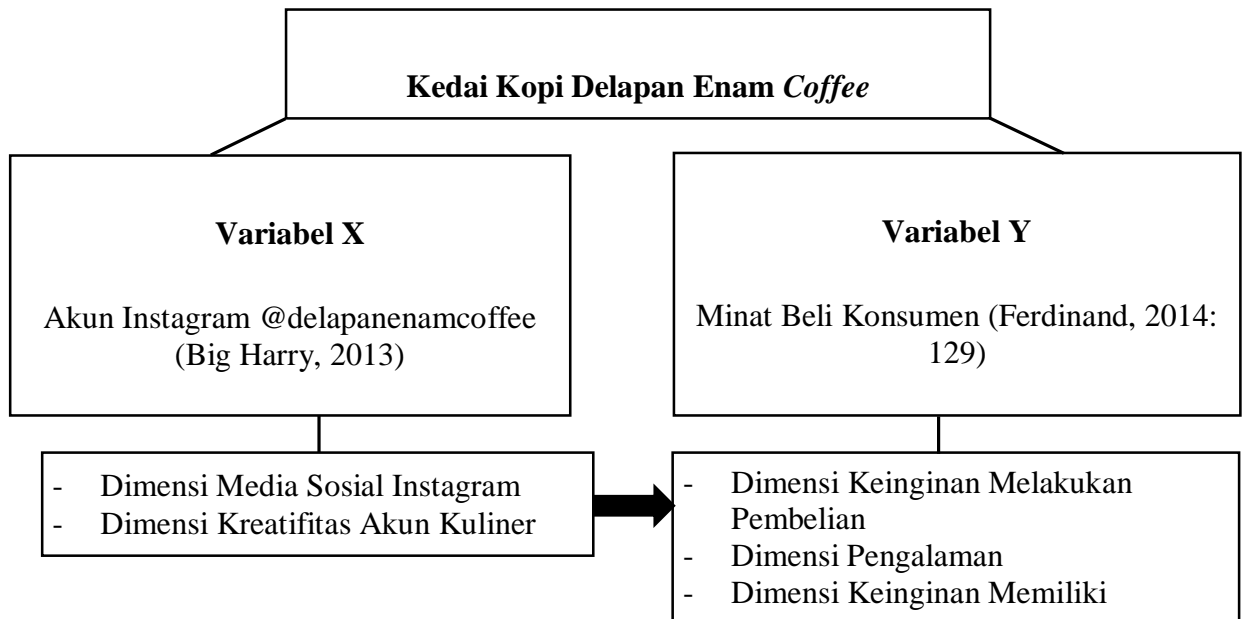 Kedai Kopi Delapan Enam Coffee
Variabel X
Akun Instagram @delapanenamcoffee
(Big Harry, 2013)
Variabel Y
Minat Beli Konsumen (Ferdinand, 2014:
129)
- Dimensi Media Sosial Instagram
- Dimensi Kreatifitas Akun Kuliner
- Dimensi Keinginan Melakukan
Pembelian
- Dimensi Pengalaman
- Dimensi Keinginan Memiliki